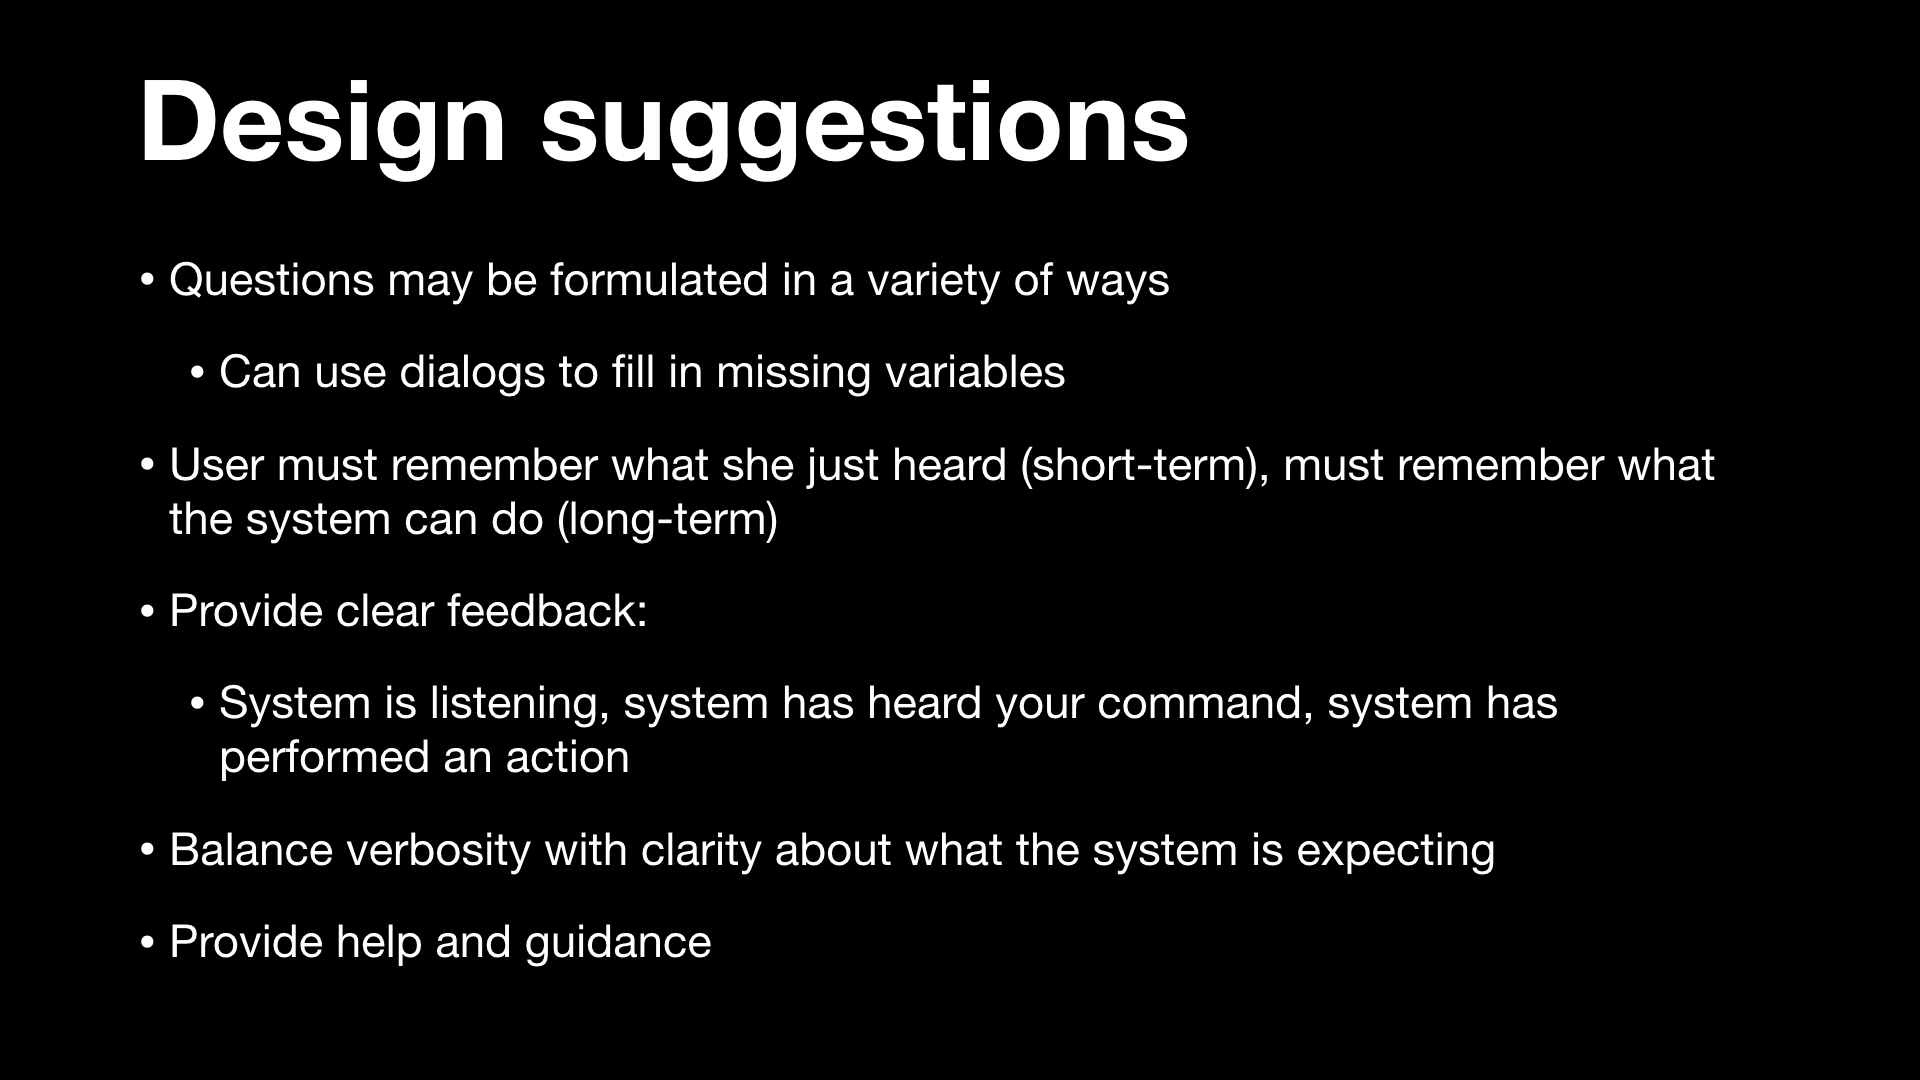 Design suggestions
• Questions may be formulated in a variety of ways
• Can use dialogs to fill in missing variables
• User must remember what she just heard (short-term), must remember what
the system can do (long-term)
• Provide clear feedback:
• System is listening, system has heard your command, system has
performed an action
• Balance verbosity with clarity about what the system is expecting
• Provide help and guidance